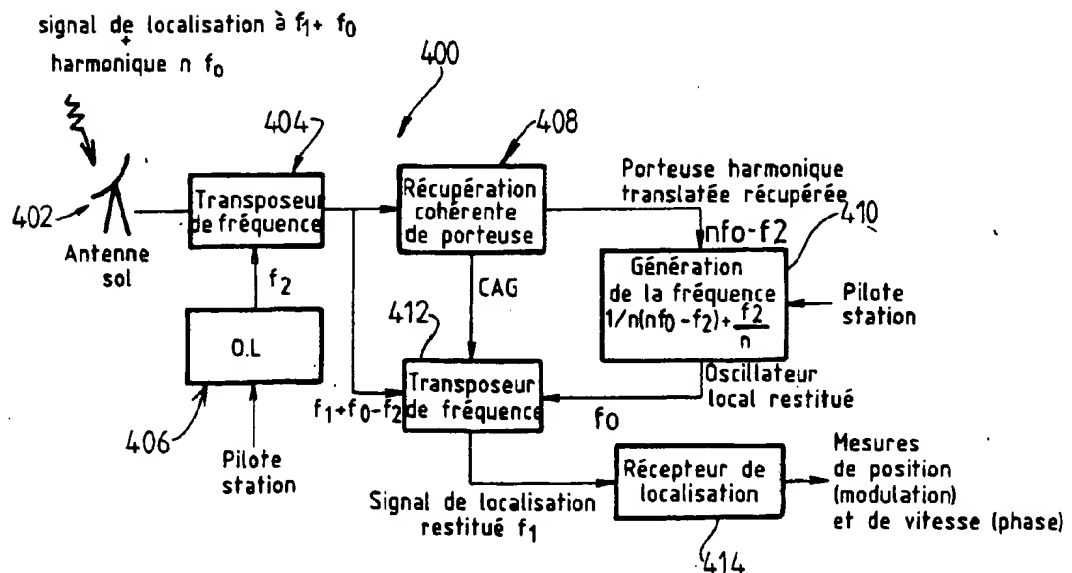 signal de localisation à f1 + f0
+
harmonique n f0
400
404
408
402
Antenne
sol
Transposeur
de fréquence
Récupération
cohérente
de porteuse
Porteuse harmonique
translatée récupérée
410
nfo-f2
f2
CAG
Génération
de la fréquence
1/n(nf0-f2)+f2/n
Pilote
station
O.L
412
Transposeur
de fréquence
Oscillateur
local restitué
f1+f0-f2
f0
406
Pilote
station
Signal de localisation
restitué f1
Récepteur de
localisation
Mesures
de position
(modulation)
et de vitesse (phase)
414